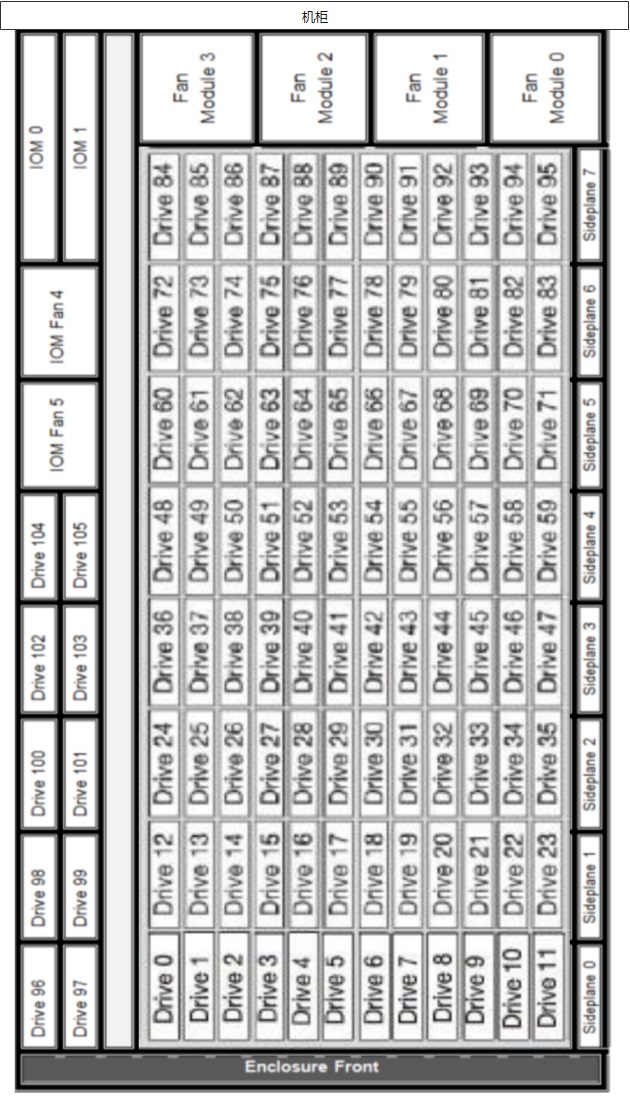 机柜
IOM 0
IOM 1
Fan
Module 3
Fan
Module 2
Fan
Module 1
Fan
Module 0
Drive 84
Drive 85
Drive 86
Drive 87
Drive 88
Drive 89
Drive 90
Drive 91
Drive 92
Drive 93
Drive 94
Drive 95
Sideplane 7
IOM Fan 4
Drive 72
Drive 73
Drive 74
Drive 75
Drive 76
Drive 77
Drive 78
Drive 79
Drive 80
Drive 81
Drive 82
Drive 83
Sideplane 6
IOM Fan 5
Drive 60
Drive 61
Drive 62
Drive 63
Drive 64
Drive 65
Drive 66
Drive 67
Drive 68
Drive 69
Drive 70
Drive 71
Sideplane 5
Drive 104
Drive 105
Drive 48
Drive 49
Drive 50
Drive 51
Drive 52
Drive 53
Drive 54
Drive 55
Drive 56
Drive 57
Drive 58
Drive 59
Sideplane 4
Drive 102
Drive 103
Drive 36
Drive 37
Drive 38
Drive 39
Drive 40
Drive 41
Drive 42
Drive 43
Drive 44
Drive 45
Drive 46
Drive 47
Sideplane 3
Drive 100
Drive 101
Drive 24
Drive 25
Drive 26
Drive 27
Drive 28
Drive 29
Drive 30
Drive 31
Drive 32
Drive 33
Drive 34
Drive 35
Sideplane 2
Drive 98
Drive 99
Drive 12
Drive 13
Drive 14
Drive 15
Drive 16
Drive 17
Drive 18
Drive 19
Drive 20
Drive 21
Drive 22
Drive 23
Sideplane 1
Drive 96
Drive 97
Drive 0
Drive 1
Drive 2
Drive 3
Drive 4
Drive 5
Drive 6
Drive 7
Drive 8
Drive 9
Drive 10
Drive 11
Sideplane 0
Enclosure Front